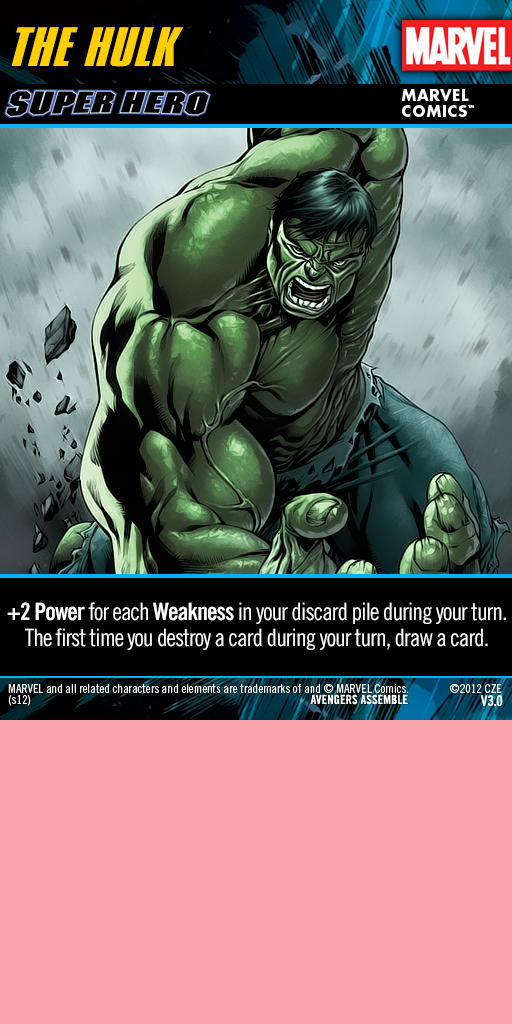 THE HULK
MARVEL
SUPER HERO
MARVEL
COMICS™
+2 Power for each Weakness in your discard pile during your turn.
The first time you destroy a card during your turn, draw a card.
MARVEL and all related characters and elements are trademarks of and © MARVEL Comics.
©2012 CZE
(s12)
AVENGERS ASSEMBLE
V3.0